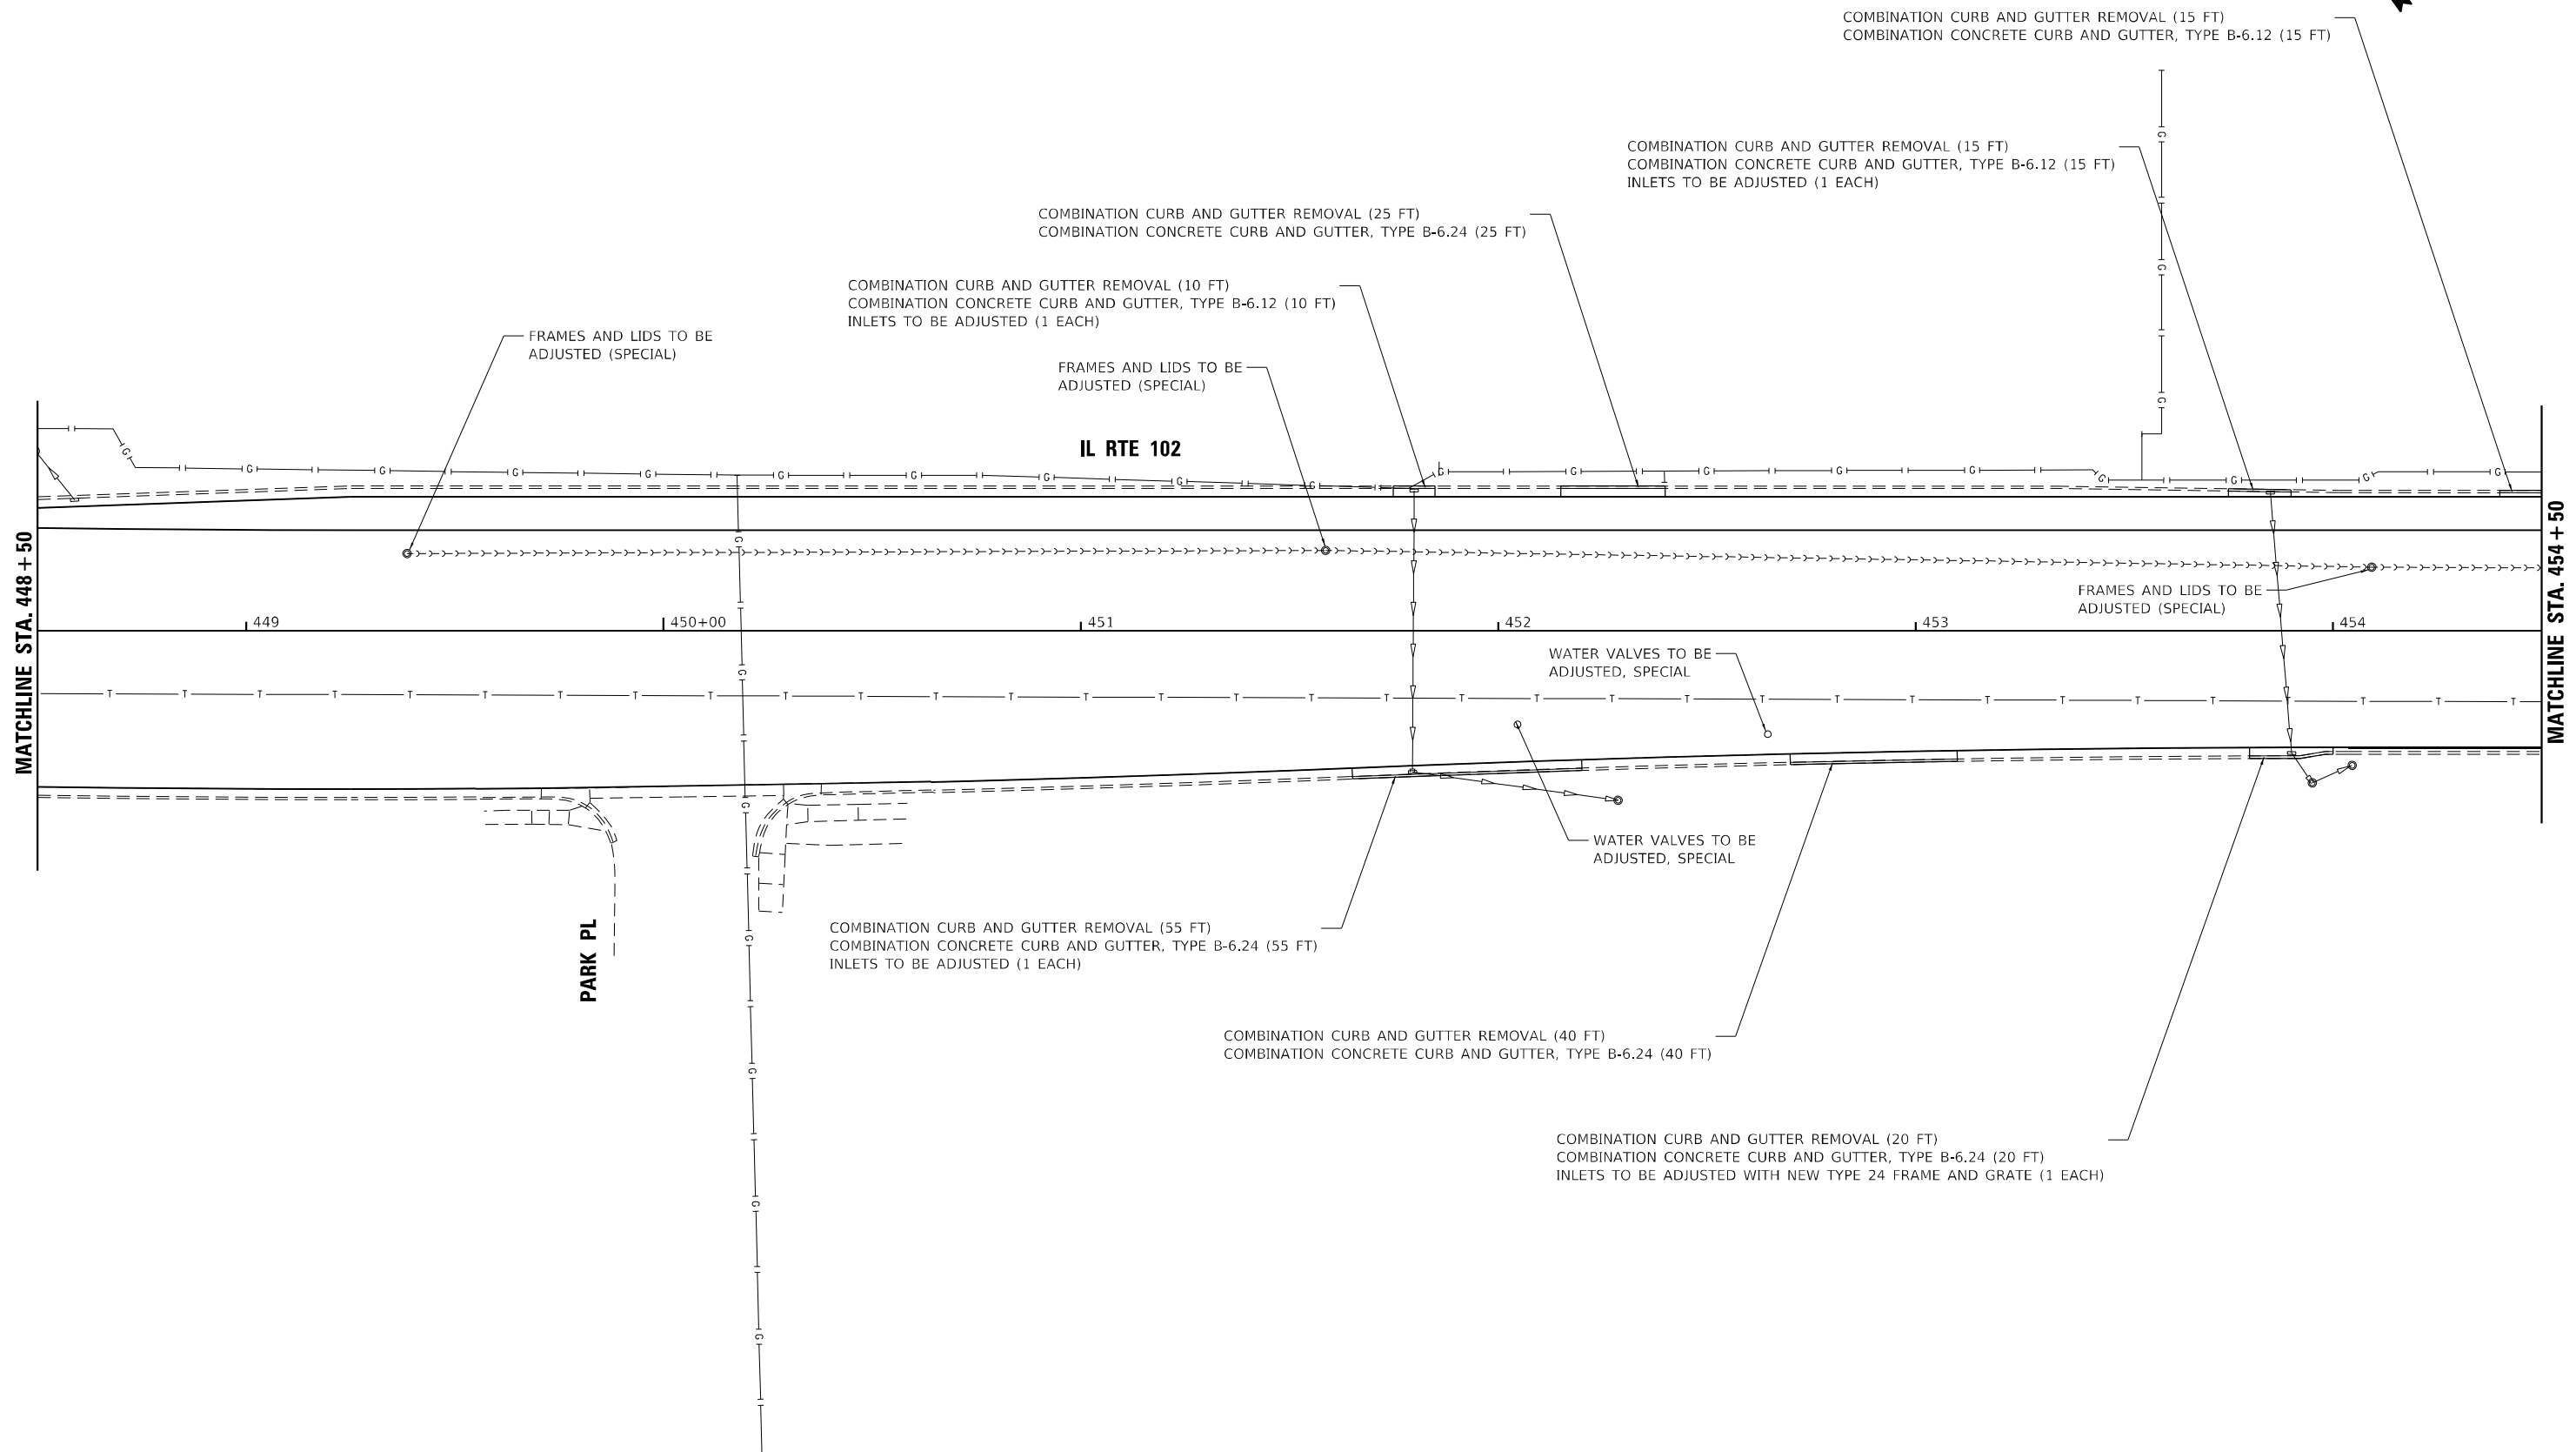 COMBINATION CURB AND GUTTER REMOVAL (15 FT)
COMBINATION CONCRETE CURB AND GUTTER, TYPE B-6.12 (15 FT)
COMBINATION CURB AND GUTTER REMOVAL (15 FT)
COMBINATION CONCRETE CURB AND GUTTER, TYPE B-6.12 (15 FT)
INLETS TO BE ADJUSTED (1 EACH)
COMBINATION CURB AND GUTTER REMOVAL (25 FT)
COMBINATION CONCRETE CURB AND GUTTER, TYPE B-6.24 (25 FT)
COMBINATION CURB AND GUTTER REMOVAL (10 FT)
COMBINATION CONCRETE CURB AND GUTTER, TYPE B-6.12 (10 FT)
INLETS TO BE ADJUSTED (1 EACH)
FRAMES AND LIDS TO BE
ADJUSTED (SPECIAL)
FRAMES AND LIDS TO BE
ADJUSTED (SPECIAL)
IL RTE 102
MATCHLINE STA. 448+50
MATCHLINE STA. 454+50
FRAMES AND LIDS TO BE
ADJUSTED (SPECIAL)
449
450+00
451
452
453
454
WATER VALVES TO BE
ADJUSTED, SPECIAL
WATER VALVES TO BE
ADJUSTED, SPECIAL
PARK PL
COMBINATION CURB AND GUTTER REMOVAL (55 FT)
COMBINATION CONCRETE CURB AND GUTTER, TYPE B-6.24 (55 FT)
INLETS TO BE ADJUSTED (1 EACH)
COMBINATION CURB AND GUTTER REMOVAL (40 FT)
COMBINATION CONCRETE CURB AND GUTTER, TYPE B-6.24 (40 FT)
COMBINATION CURB AND GUTTER REMOVAL (20 FT)
COMBINATION CONCRETE CURB AND GUTTER, TYPE B-6.24 (20 FT)
INLETS TO BE ADJUSTED WITH NEW TYPE 24 FRAME AND GRATE (1 EACH)